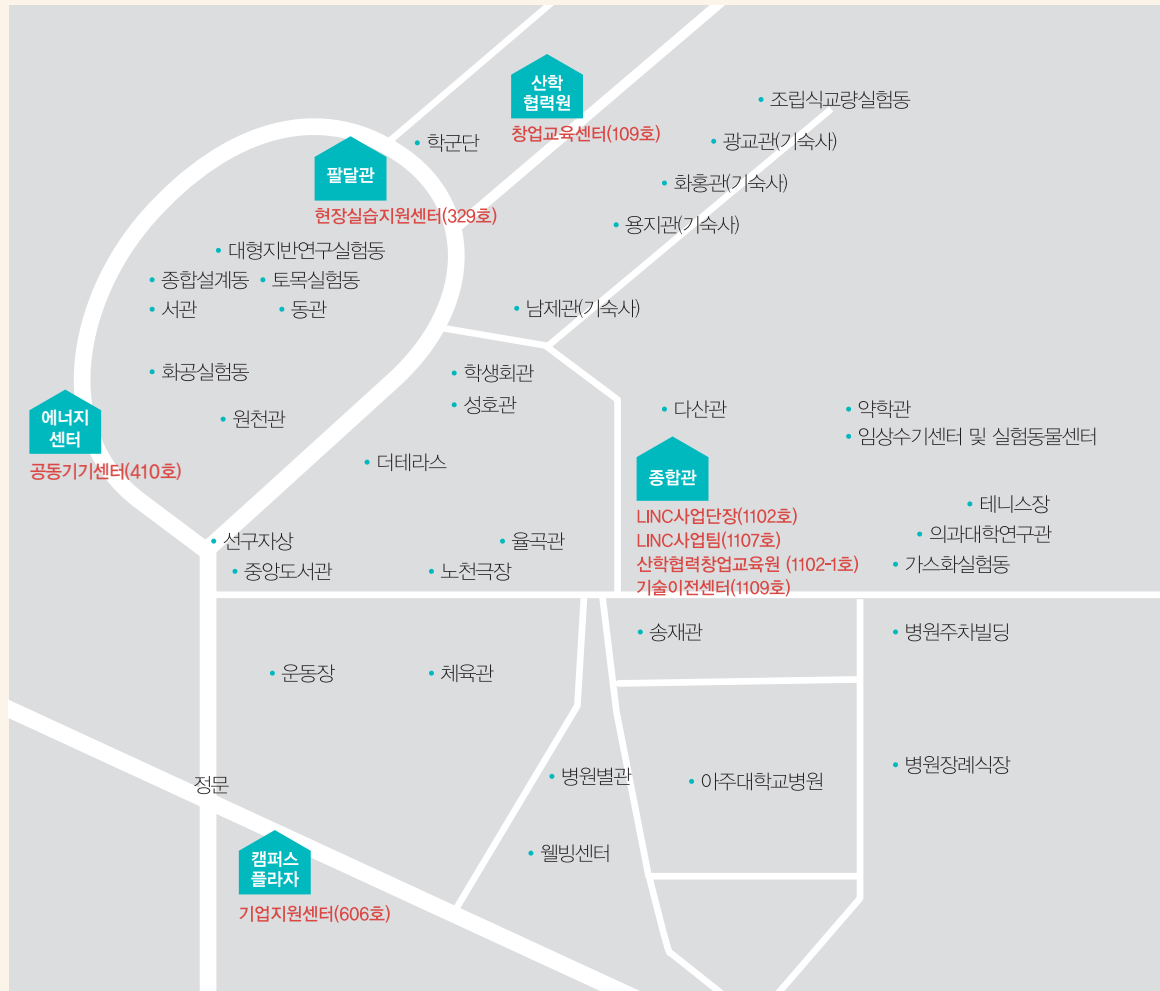 산학
협력원
창업교육센터(109호)
• 조립식교량실험동
• 광교관(기숙사)
• 학군단
팔달관
현장실습지원센터(329호)
• 화홍관(기숙사)
• 용지관(기숙사)
• 대형지반연구실험동
• 종합설계동 • 토목실험동
• 서관 • 동관
• 남제관(기숙사)
• 화공실험동
• 학생회관
• 성호관
에너지
센터
공동기기센터(410호)
• 원천관
• 더테라스
• 다산관
• 약학관
• 임상수기센터 및 실험동물센터
종합관
LINC사업단장(1102호)
LINC사업팀(1107호)
산학협력창업교육원 (1102-1호)
기술이전센터(1109호)
• 테니스장
• 의과대학연구관
• 가스화실험동
• 선구자상
• 중앙도서관
• 율곡관
• 노천극장
• 송재관
• 병원주차빌딩
• 운동장
• 체육관
정문
• 병원별관
• 아주대학교병원
• 병원장례식장
• 웰빙센터
캠퍼스
플라자
기업지원센터(606호)